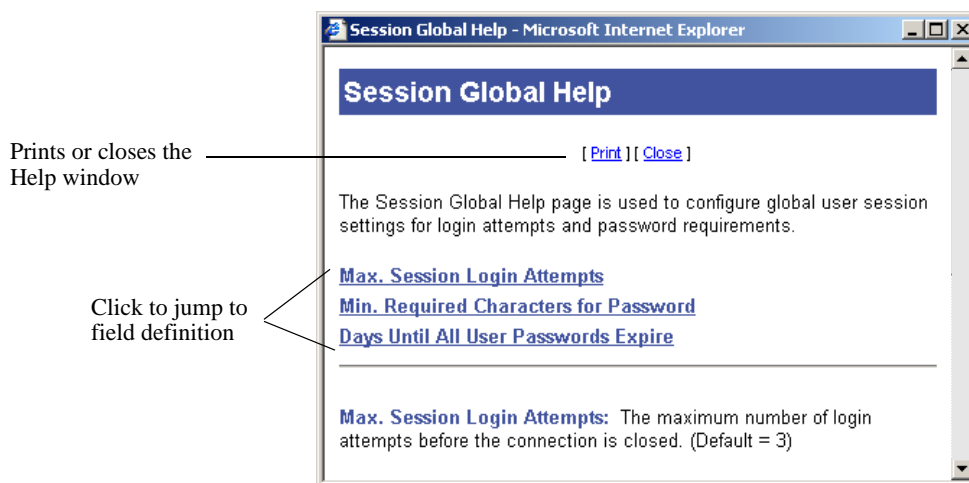 Session Global Help - Microsoft Internet Explorer
Session Global Help
Prints or closes the
Help window
[ Print ] [ Close ]
The Session Global Help page is used to configure global user session
settings for login attempts and password requirements.
Click to jump to
field definition
Max. Session Login Attempts
Min. Required Characters for Password
Days Until All User Passwords Expire
Max. Session Login Attempts: The maximum number of login
attempts before the connection is closed. (Default = 3)